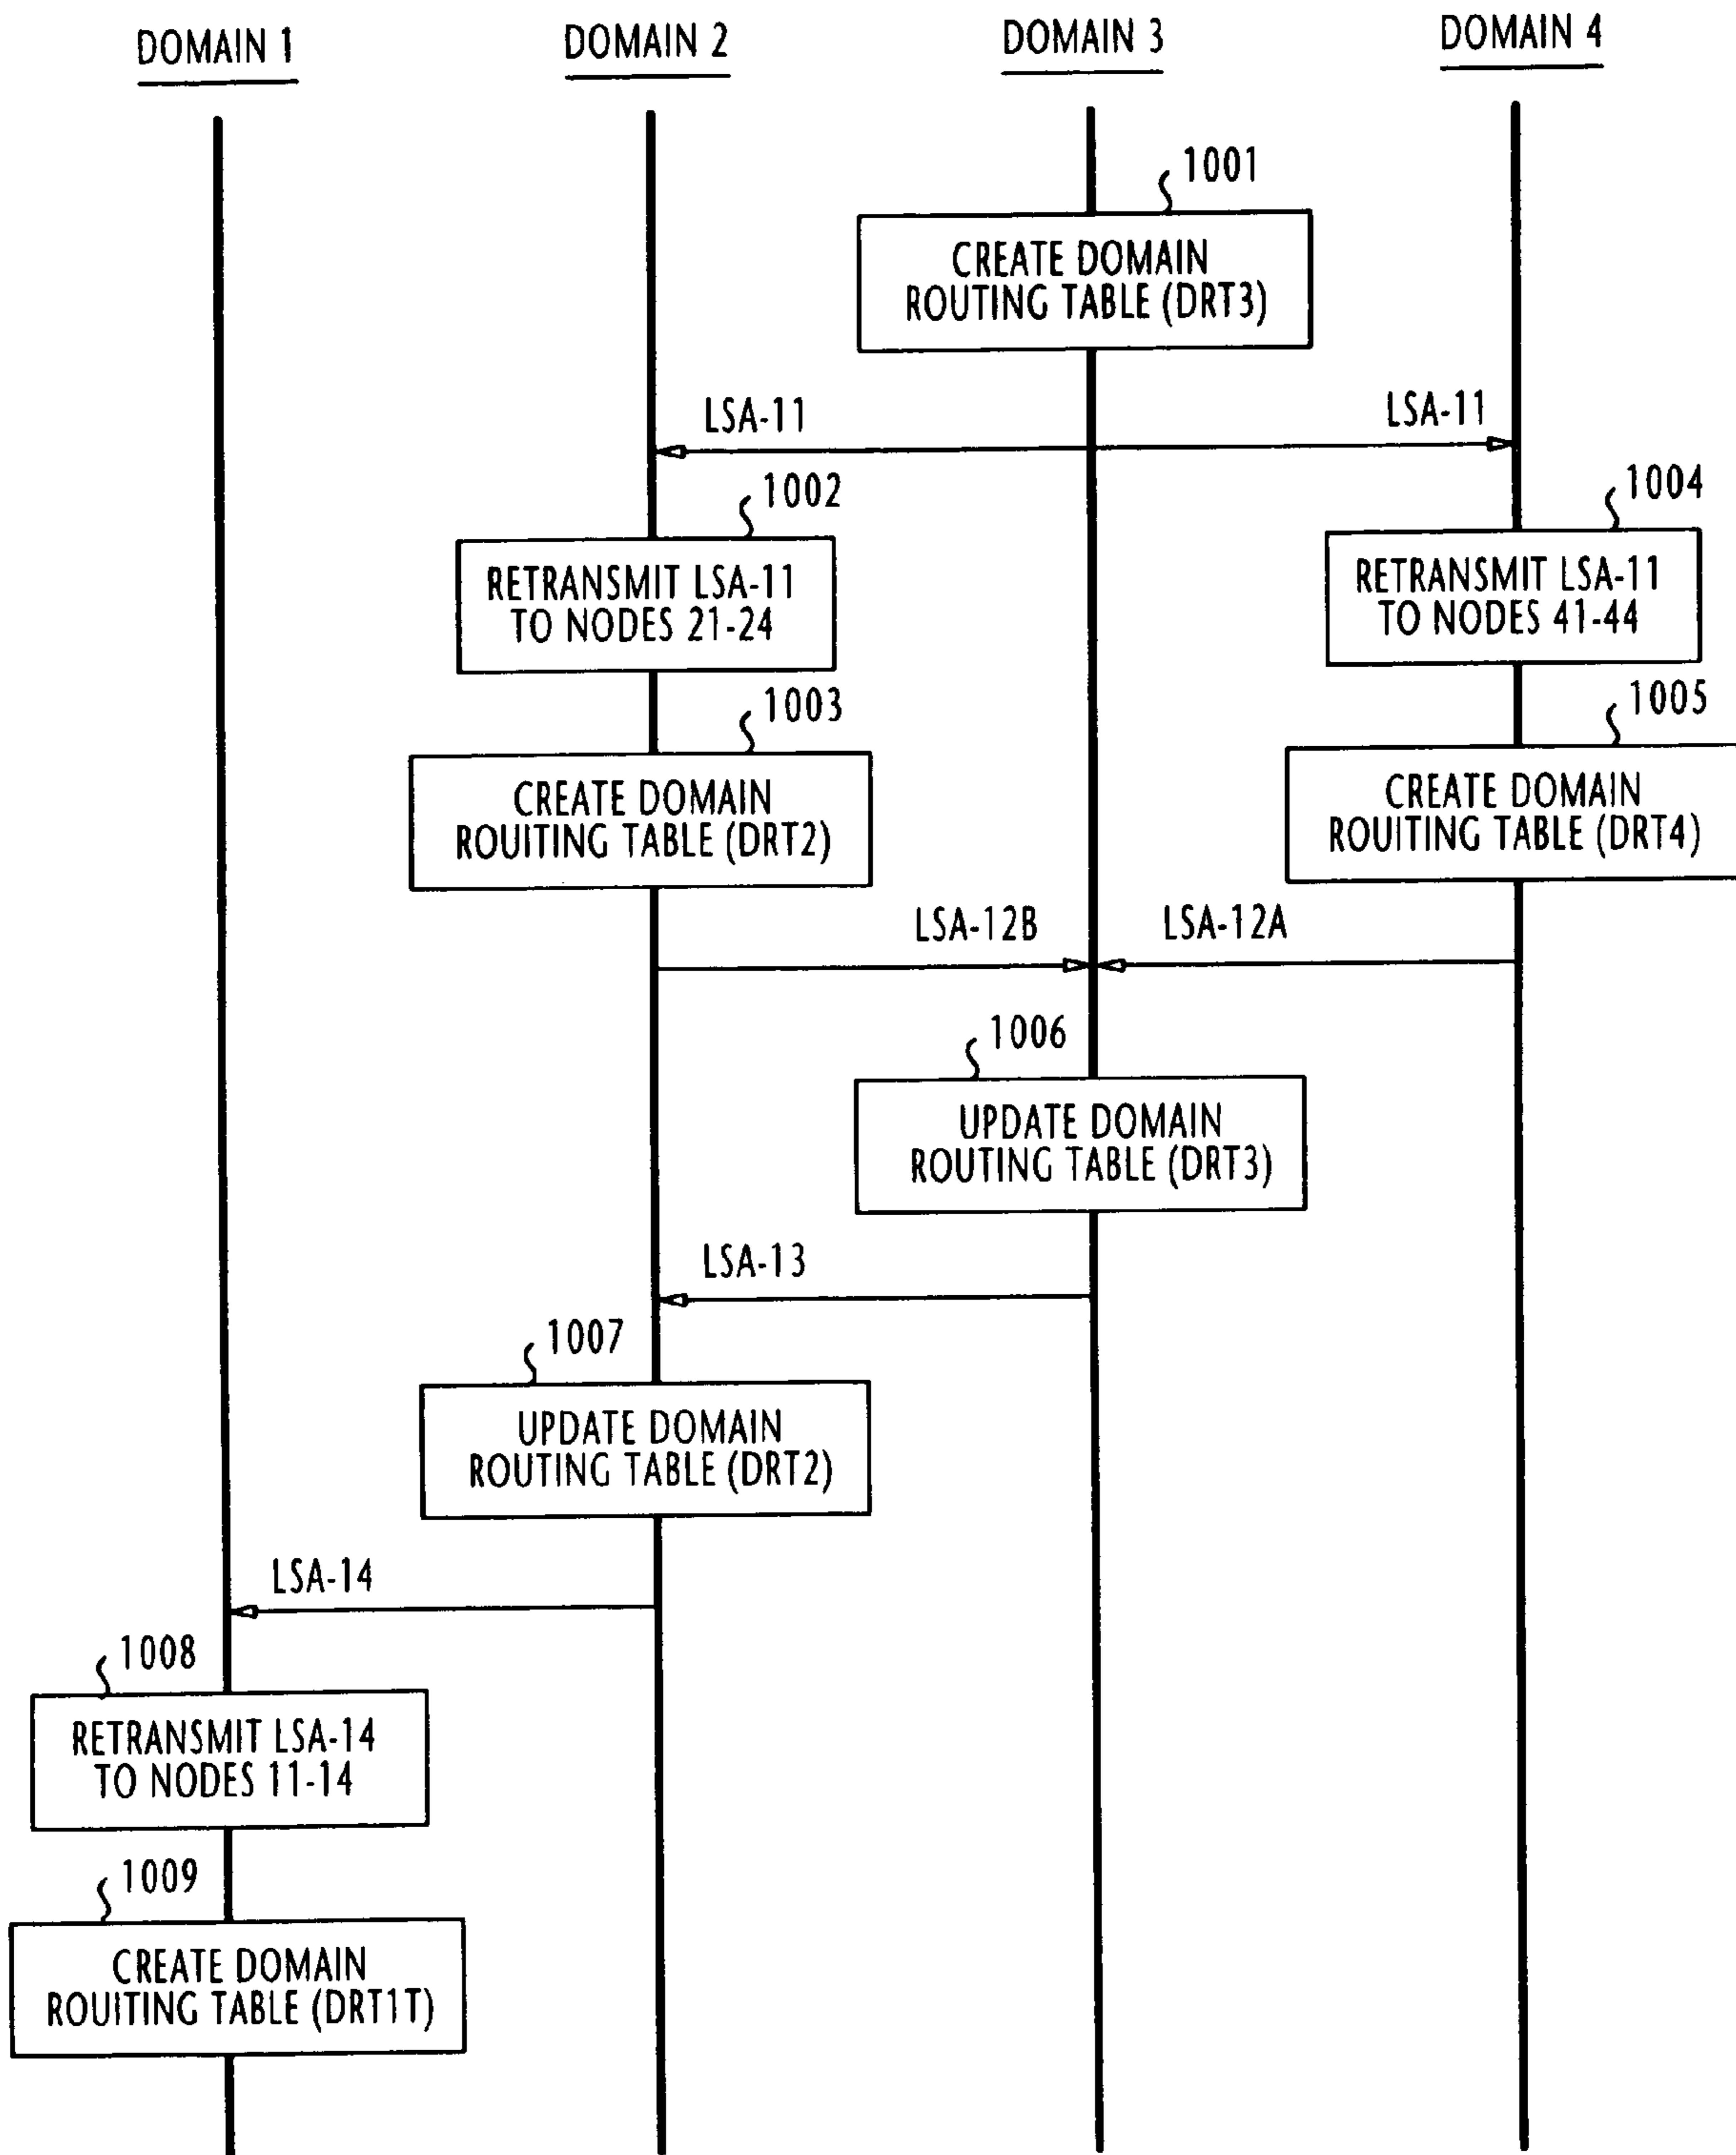 DOMAIN 1
DOMAIN 2
DOMAIN 3
DOMAIN 4
1001
CREATE DOMAIN
ROUTING TABLE (DRT3)
LSA-11
LSA-11
1002
RETRANSMIT LSA-11
TO NODES 21-24
1004
RETRANSMIT LSA-11
TO NODES 41-44
1003
CREATE DOMAIN
ROUITING TABLE (DRT2)
1005
CREATE DOMAIN
ROUITING TABLE (DRT4)
LSA-12B
LSA-12A
1006
UPDATE DOMAIN
ROUTING TABLE (DRT3)
LSA-13
1007
UPDATE DOMAIN
ROUTING TABLE (DRT2)
LSA-14
1008
RETRANSMIT LSA-14
TO NODES 11-14
1009
CREATE DOMAIN
ROUITING TABLE (DRT1T)